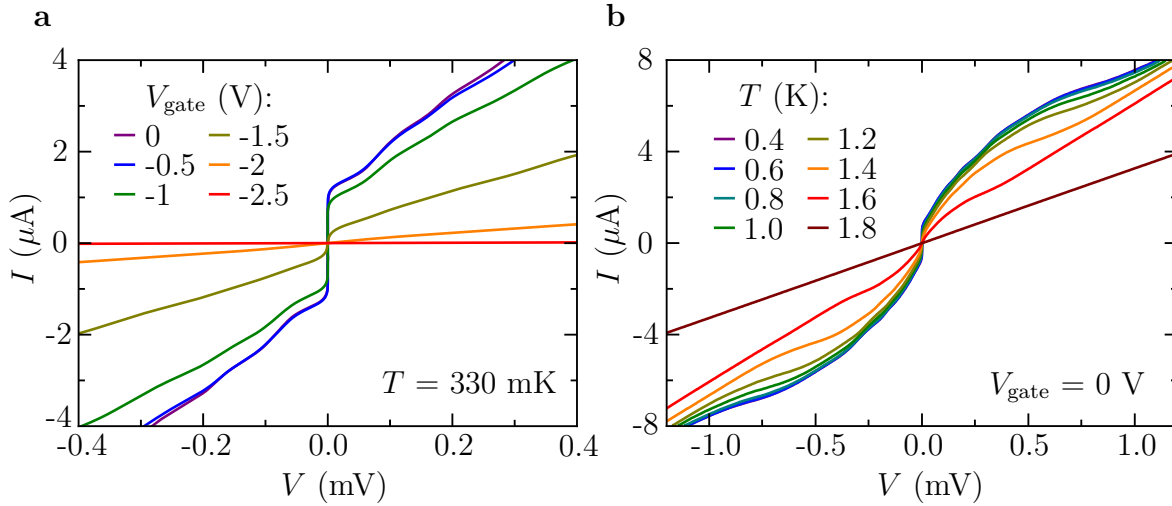 a
4
2
0
-2
-4
I (μA)
V_gate (V):
0 -1.5
-0.5 -2
-1 -2.5
T = 330 mK
-0.4 -0.2 0.0 0.2 0.4
V (mV)
b
8
4
0
-4
-8
I (μA)
T (K):
0.4 1.2
0.6 1.4
0.8 1.6
1.0 1.8
V_gate = 0 V
-1.0 -0.5 0.0 0.5 1.0
V (mV)